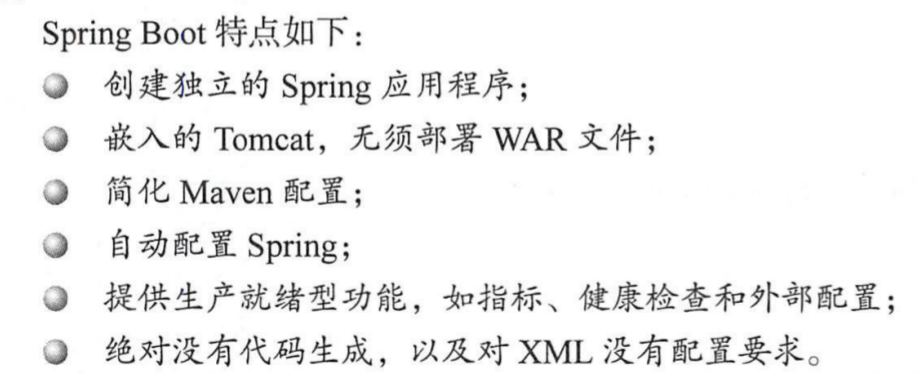 Spring Boot 特点如下：
创建独立的 Spring 应用程序；
嵌入的 Tomcat，无须部署 WAR 文件；
简化 Maven 配置；
自动配置 Spring；
提供生产就绪型功能，如指标、健康检查和外部配置；
绝对没有代码生成，以及对 XML 没有配置要求。